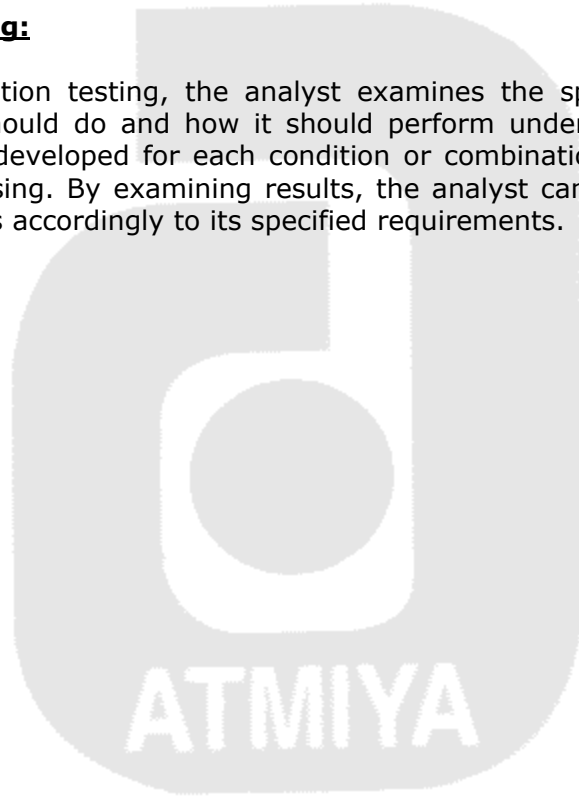 g:
tion testing, the analyst examines the sp
ould do and how it should perform under
developed for each condition or combinatio
sing. By examining results, the analyst can
s accordingly to its specified requirements.
ATMIYA